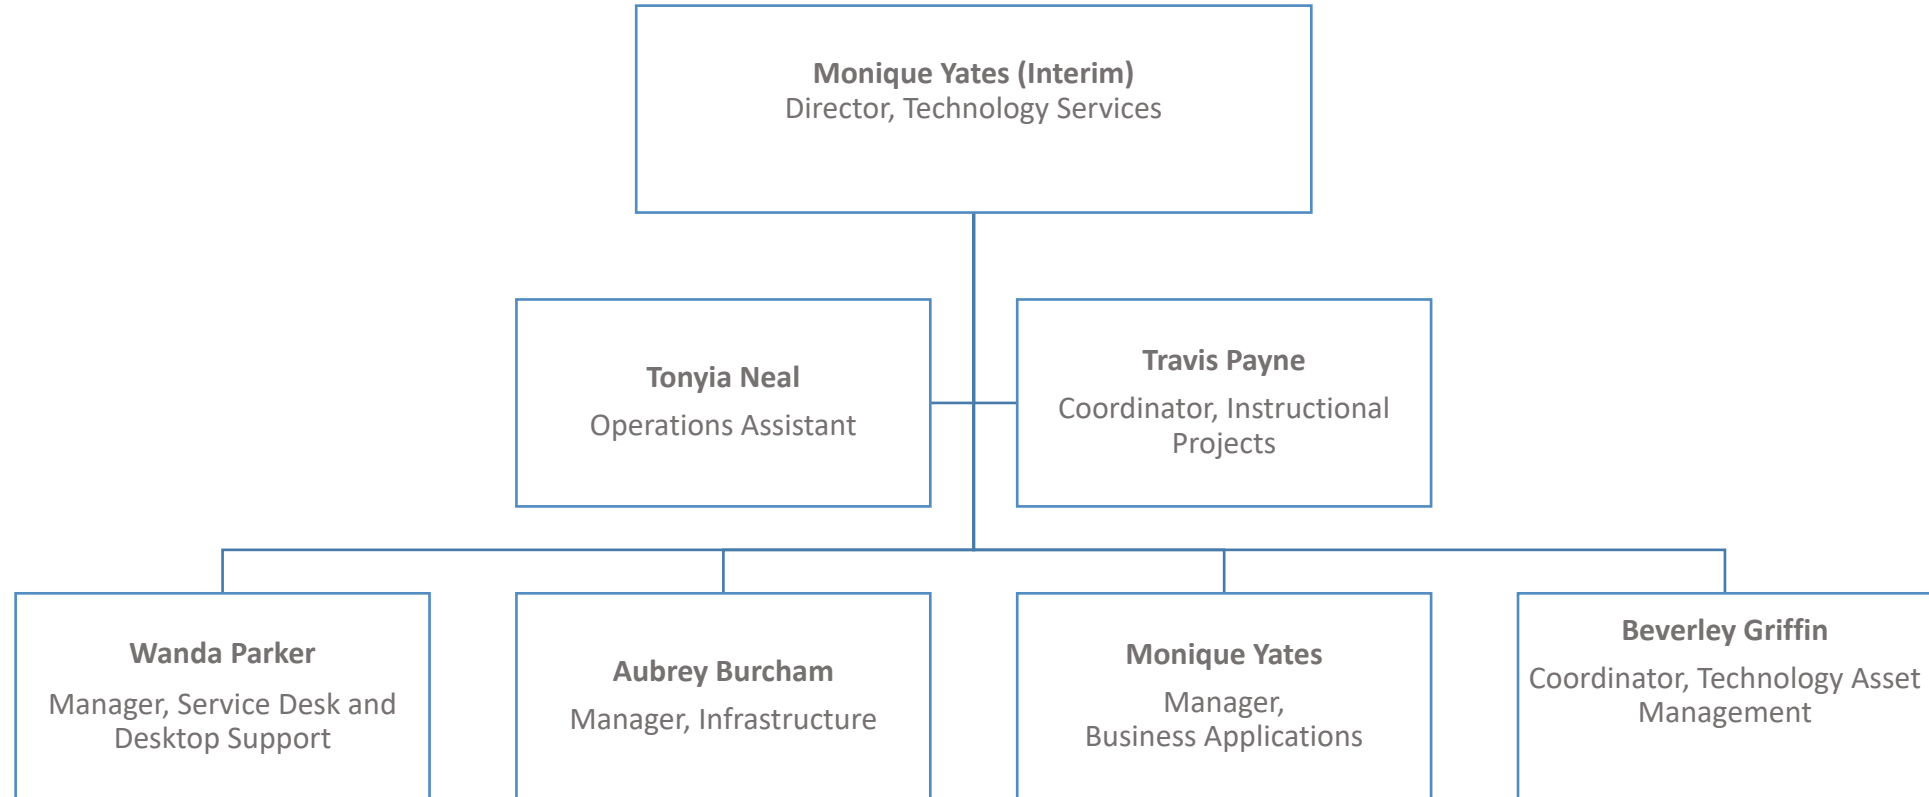 Monique Yates (Interim)
Director, Technology Services
Tonyia Neal
Operations Assistant
Travis Payne
Coordinator, Instructional
Projects
Wanda Parker
Manager, Service Desk and
Desktop Support
Aubrey Burcham
Manager, Infrastructure
Monique Yates
Manager,
Business Applications
Beverley Griffin
Coordinator, Technology Asset
Management